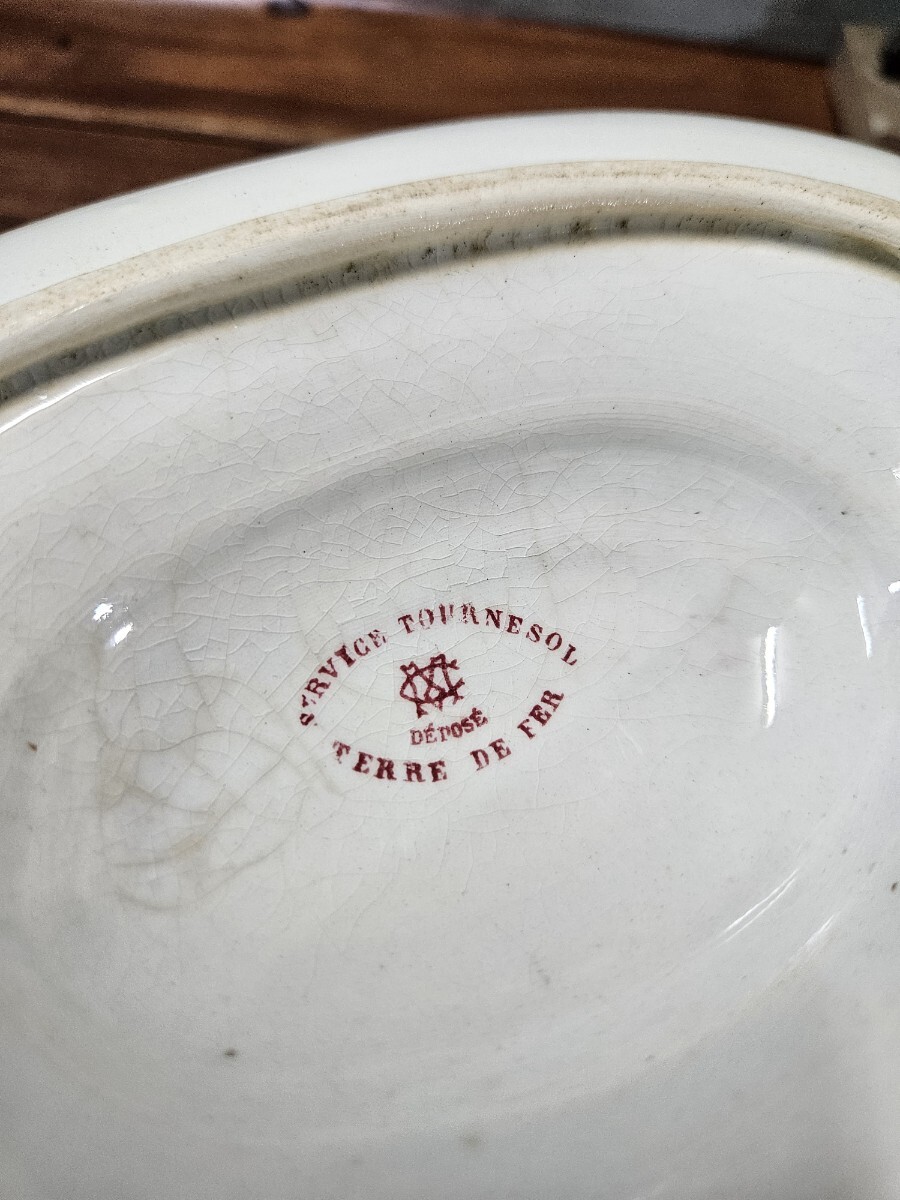 SERVICE TOURNESOL
DÉPOSÉ
TERRE DE FER